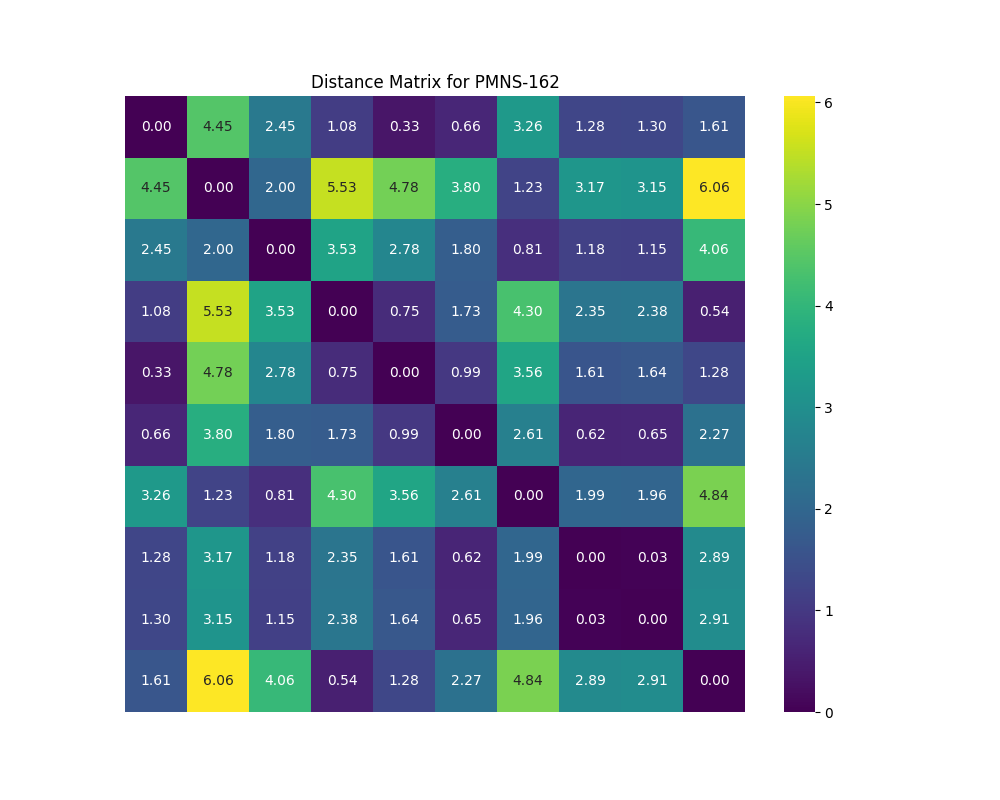 Distance Matrix for PMNS-162
0.00 4.45 2.45 1.08 0.33 0.66 3.26 1.28 1.30 1.61
4.45 0.00 2.00 5.53 4.78 3.80 1.23 3.17 3.15 6.06
2.45 2.00 0.00 3.53 2.78 1.80 0.81 1.18 1.15 4.06
1.08 5.53 3.53 0.00 0.75 1.73 4.30 2.35 2.38 0.54
0.33 4.78 2.78 0.75 0.00 0.99 3.56 1.61 1.64 1.28
0.66 3.80 1.80 1.73 0.99 0.00 2.61 0.62 0.65 2.27
3.26 1.23 0.81 4.30 3.56 2.61 0.00 1.99 1.96 4.84
1.28 3.17 1.18 2.35 1.61 0.62 1.99 0.00 0.03 2.89
1.30 3.15 1.15 2.38 1.64 0.65 1.96 0.03 0.00 2.91
1.61 6.06 4.06 0.54 1.28 2.27 4.84 2.89 2.91 0.00
6
5
4
3
2
1
0